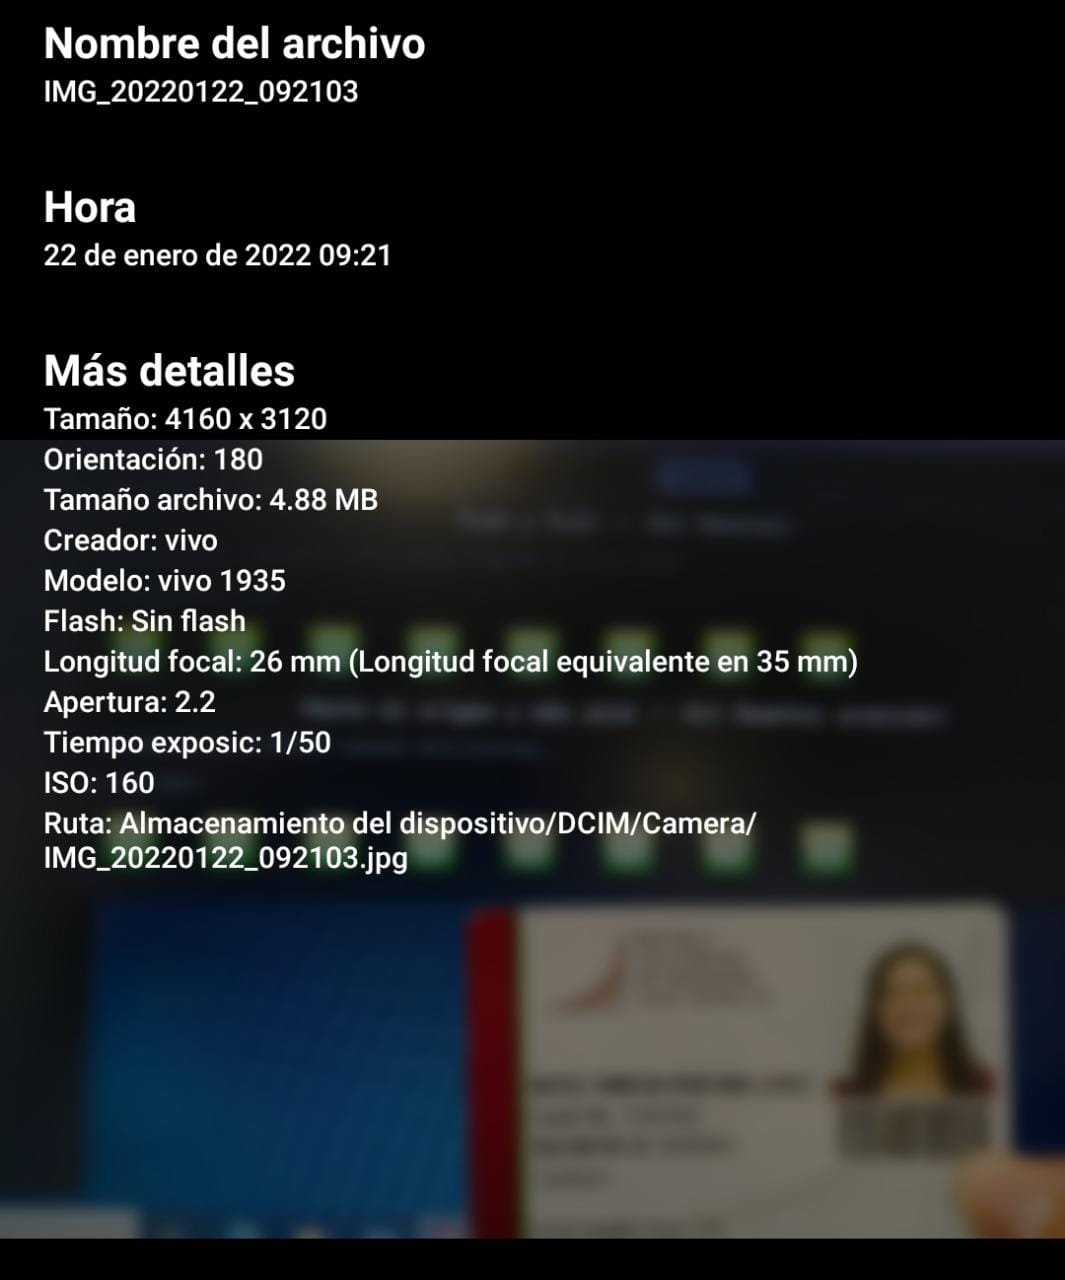 Nombre del archivo
IMG_20220122_092103
Hora
22 de enero de 2022 09:21
Más detalles
Tamaño: 4160 x 3120
Orientación: 180
Tamaño archivo: 4.88 MB
Creador: vivo
Modelo: vivo 1935
Flash: Sin flash
Longitud focal: 26 mm (Longitud focal equivalente en 35 mm)
Apertura: 2.2
Tiempo exposic: 1/50
ISO: 160
Ruta: Almacenamiento del dispositivo/DCIM/Camera/
IMG_20220122_092103.jpg